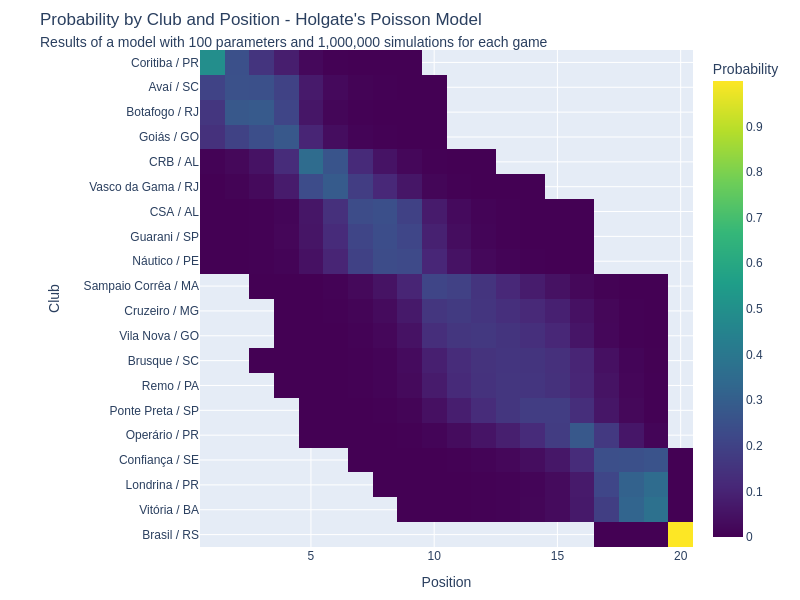 Probability by Club and Position - Holgate's Poisson Model
Results of a model with 100 parameters and 1,000,000 simulations for each game
Probability
Club
Coritiba / PR
Avaí / SC
Botafogo / RJ
Goiás / GO
CRB / AL
Vasco da Gama / RJ
CSA / AL
Guarani / SP
Náutico / PE
Sampaio Corrêa / MA
Cruzeiro / MG
Vila Nova / GO
Brusque / SC
Remo / PA
Ponte Preta / SP
Operário / PR
Confiança / SE
Londrina / PR
Vitória / BA
Brasil / RS
0.9
0.8
0.7
0.6
0.5
0.4
0.3
0.2
0.1
0
5 10 15 20
Position